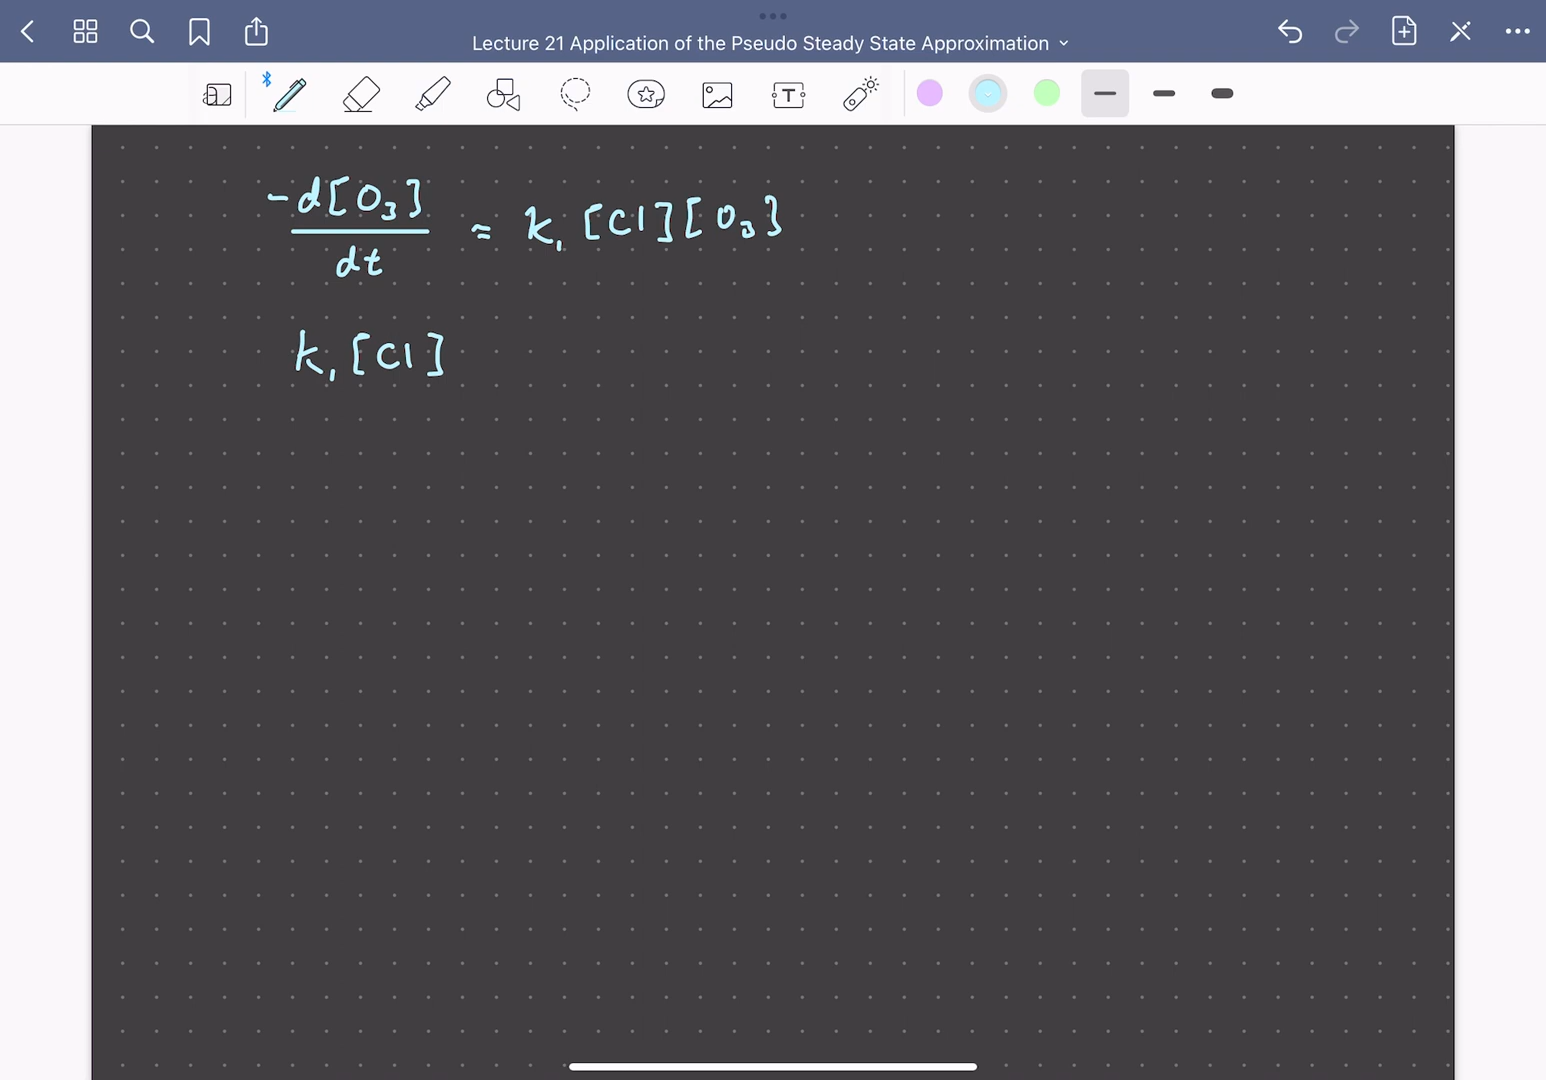 Lecture 21 Application of the Pseudo Steady State Approximation
T
-d[O₃]
dt
≈ k₁ [Cl][O₃]
k₁ [Cl]